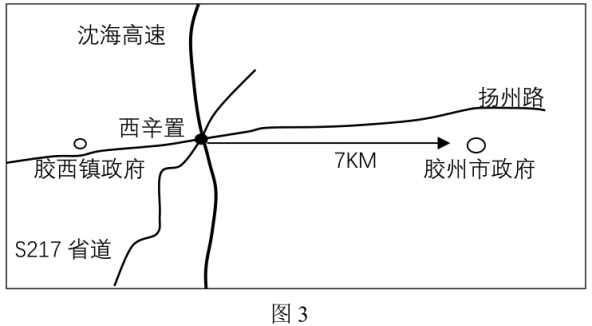 沈海高速
扬州路
西辛置
胶西镇政府
7KM
胶州市政府
S217 省道
图 3